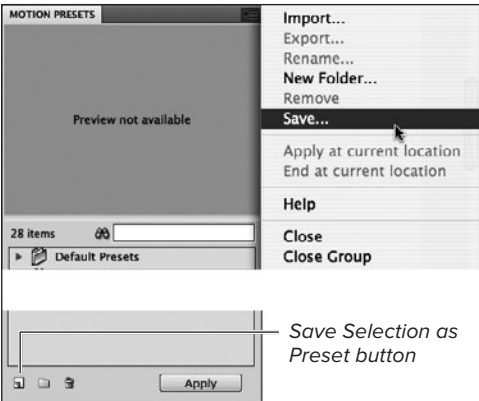 MOTION PRESETS
Preview not available
28 items
Default Presets
Apply
Import...
Export...
Rename...
New Folder...
Remove
Save...
Apply at current location
End at current location
Help
Close
Close Group
Save Selection as
Preset button